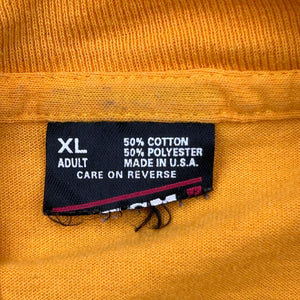 XL
ADULT
50% COTTON
50% POLYESTER
MADE IN U.S.A.
CARE ON REVERSE